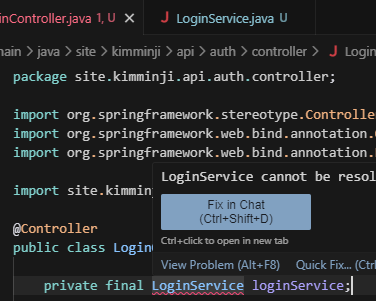 inController.java 1, U
J LoginService.java U
main > java > site > kimminji > api > auth > controller > J Login
package site.kimminji.api.auth.controller;
import org.springframework.stereotype.Controller
import org.springframework.web.bind.annotation.
import org.springframework.web.bind.annotation.
import site.kimminj
LoginService cannot be resol
Fix in Chat
(Ctrl+Shift+D)
Ctrl+click to open in new tab
@Controller
public class Login
View Problem (Alt+F8) Quick Fix... (C
private final LoginService loginService;